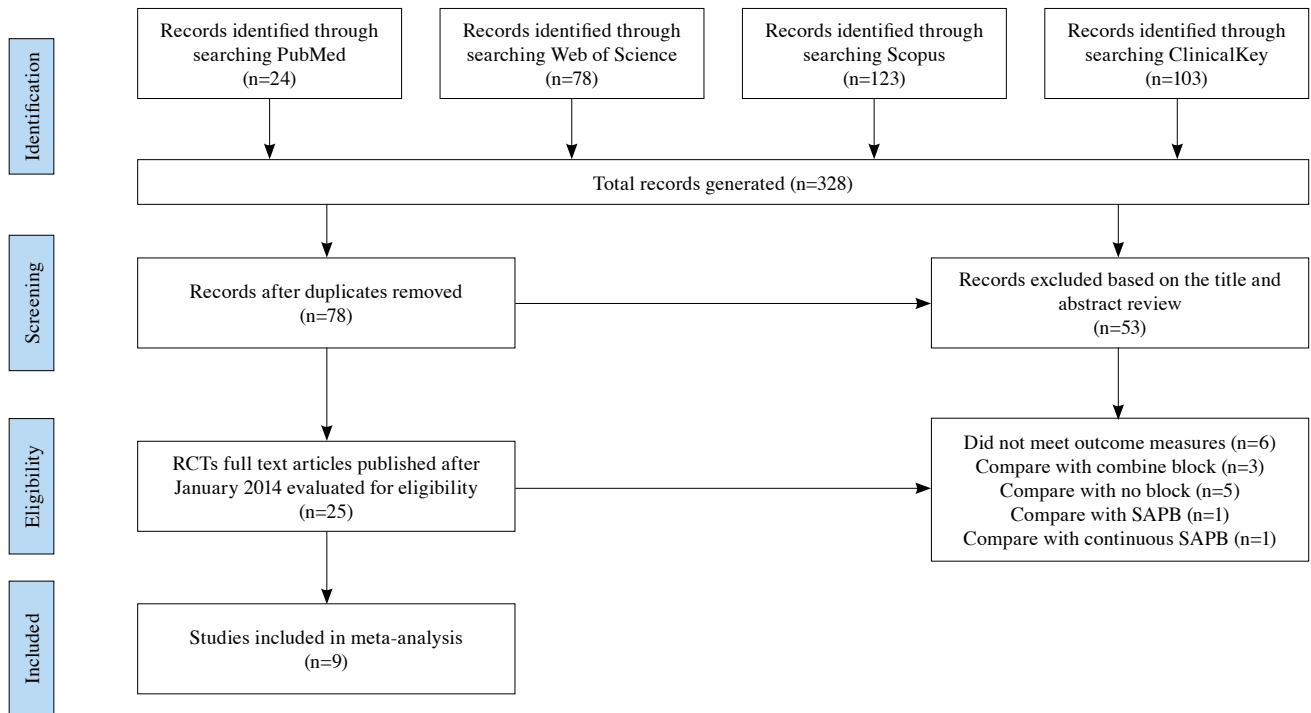 Identification
Records identified through
searching PubMed
(n=24)
Records identified through
searching Web of Science
(n=78)
Records identified through
searching Scopus
(n=123)
Records identified through
searching ClinicalKey
(n=103)
Total records generated (n=328)
Screening
Records after duplicates removed
(n=78)
Records excluded based on the title and
abstract review
(n=53)
Eligibility
RCTs full text articles published after
January 2014 evaluated for eligibility
(n=25)
Did not meet outcome measures (n=6)
Compare with combine block (n=3)
Compare with no block (n=5)
Compare with SAPB (n=1)
Compare with continuous SAPB (n=1)
Included
Studies included in meta-analysis
(n=9)